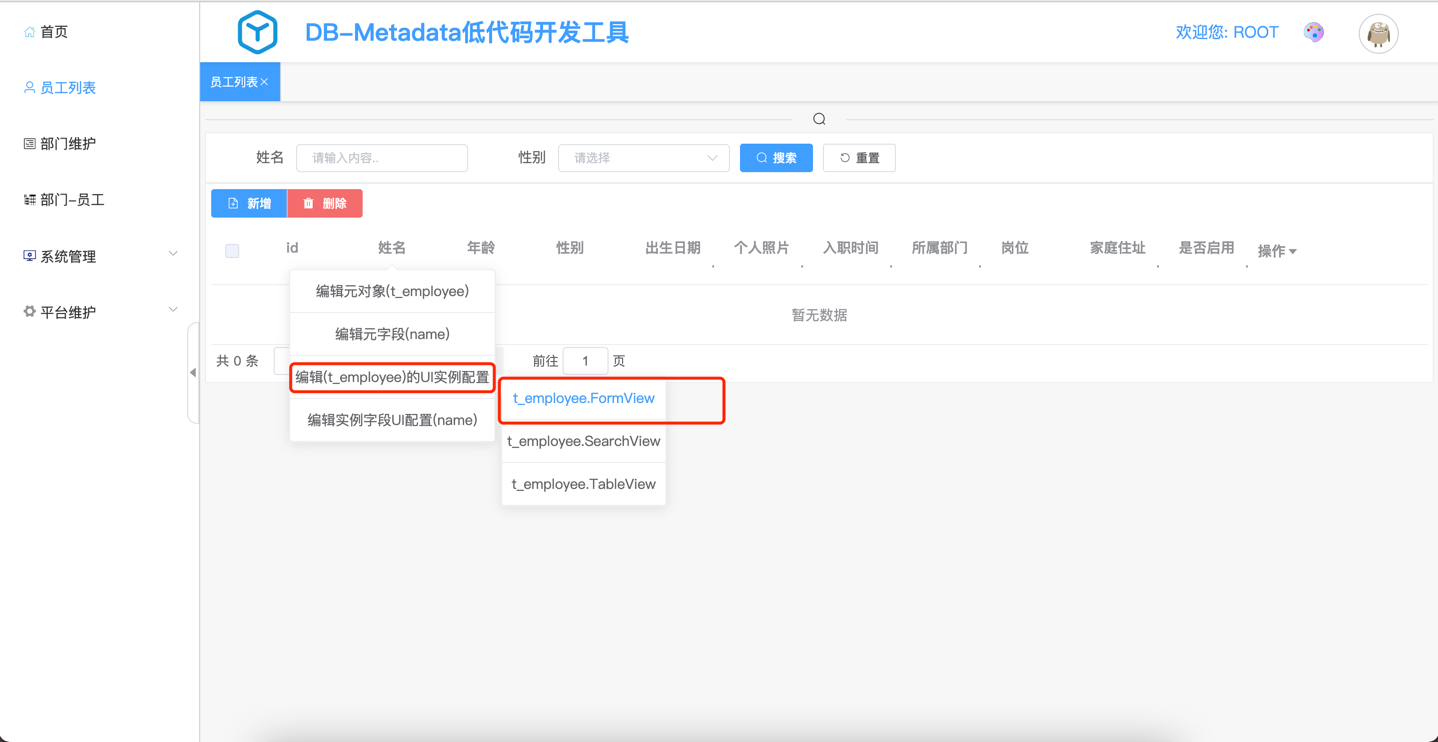 首页
员工列表
部门维护
部门-员工
系统管理
平台维护
DB-Metadata低代码开发工具
欢迎您: ROOT
员工列表×
姓名 请输入内容.. 性别 请选择 搜索 重置
新增 删除
id 姓名 年龄 性别 出生日期 个人照片 入职时间 所属部门 岗位 家庭住址 是否启用 操作
暂无数据
共 0 条 前往 1 页
编辑元对象(t_employee)
编辑元字段(name)
编辑(t_employee)的UI实例配置
编辑实例字段UI配置(name)
t_employee.FormView
t_employee.SearchView
t_employee.TableView